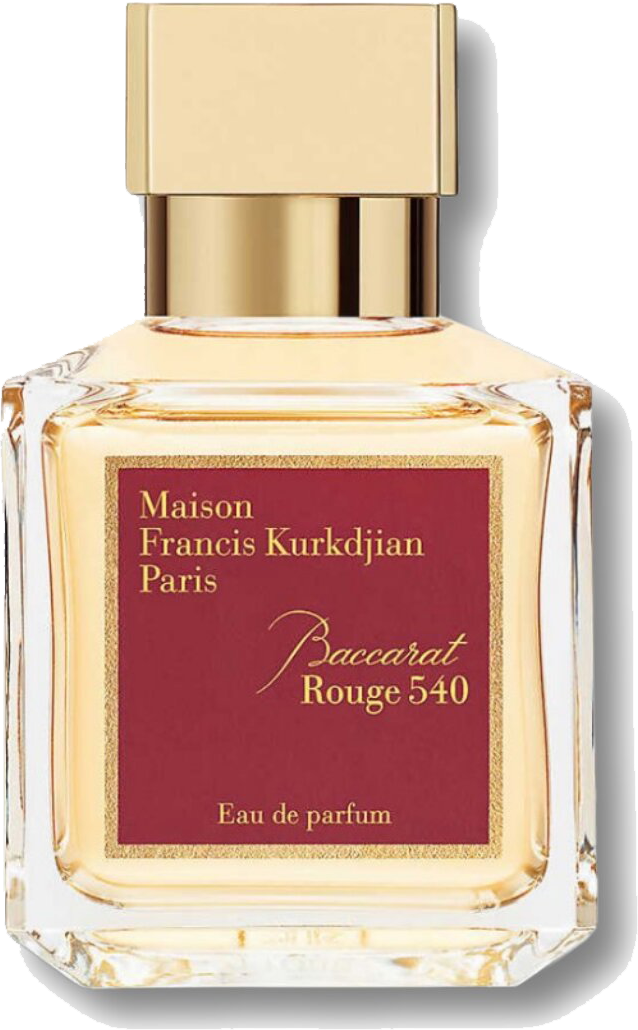 Maison
Francis Kurkdjian
Paris
Baccarat
Rouge 540
Eau de parfum